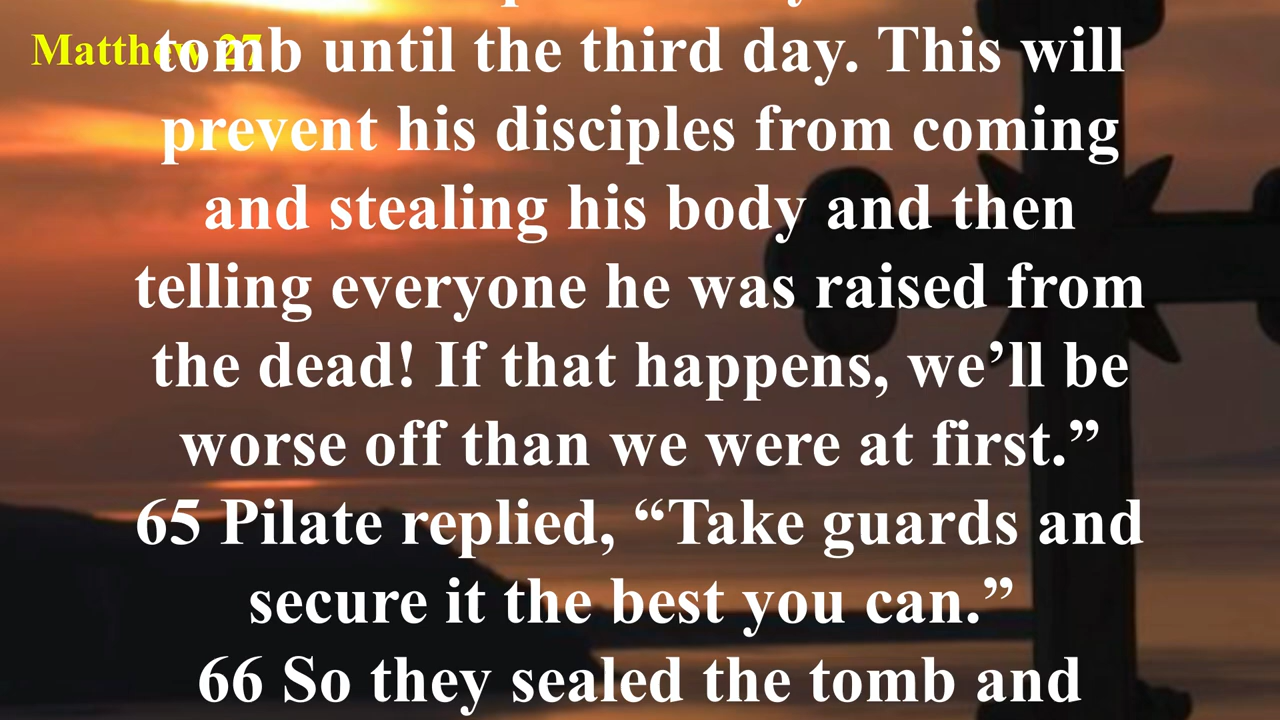 Matthew 27
tomb until the third day. This will
prevent his disciples from coming
and stealing his body and then
telling everyone he was raised from
the dead! If that happens, we’ll be
worse off than we were at first.”
65 Pilate replied, “Take guards and
secure it the best you can.”
66 So they sealed the tomb and